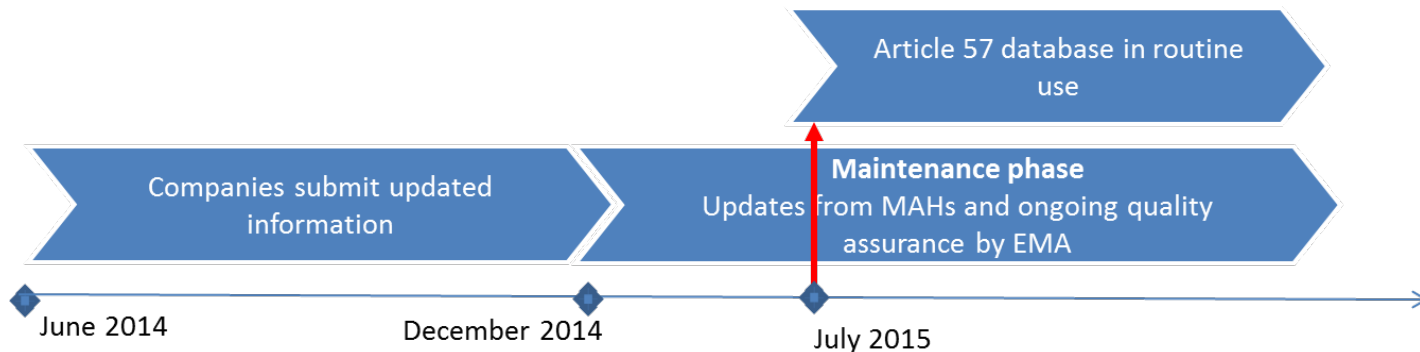 Article 57 database in routine
use
Companies submit updated
information
Maintenance phase
Updates from MAHs and ongoing quality
assurance by EMA
June 2014
December 2014
July 2015